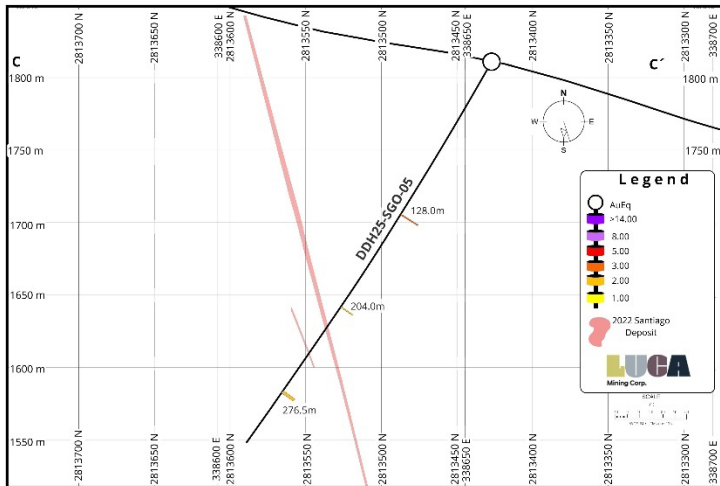 2813700 N
2813650 N
338600 E
2813600 N
2813550 N
2813500 N
2813450 N
338650 E
2813400 N
2813350 N
2813300 N
338700 E
C
C´
1800 m
1800 m
N
W
E
S
1750 m
1750 m
DDH25-SGO-05
128.0m
1700 m
1650 m
204.0m
1600 m
276.5m
1550 m
Legend
AuEq
>14.00
8.00
5.00
3.00
2.00
1.00
2022 Santiago
Deposit
LUCA
Mining Corp.
SCALE
2813700 N
2813650 N
338600 E
2813600 N
2813550 N
2813500 N
2813450 N
338650 E
2813400 N
2813350 N
2813300 N
338700 E